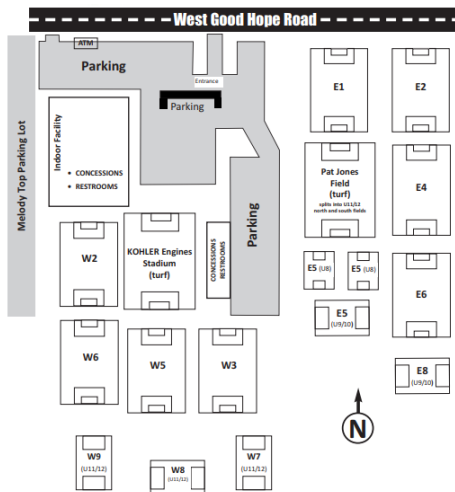 West Good Hope Road
ATM
Parking
Entrance
Parking
Melody Top Parking Lot
Indoor Facility
• CONCESSIONS
• RESTROOMS
Parking
E1
E2
Pat Jones
Field
(turf)
splits into U11/12
north end south fields
E4
W2
KOHLER Engines
Stadium
(turf)
CONCESSIONS
RESTROOMS
E5 (U8)
E5 (U8)
E5
(U9/10)
E6
W6
W5
W3
E8
(U9/10)
N
W9
(U11/12)
W8
(U11/12)
W7
(U11/12)